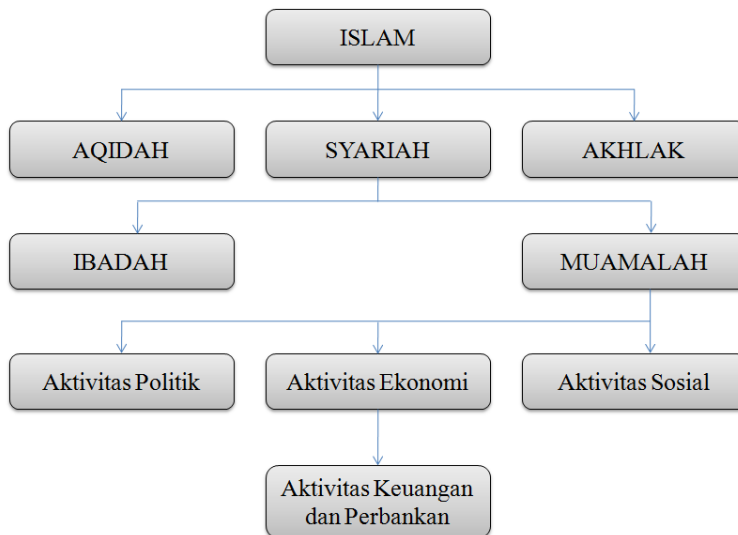 ISLAM
AQIDAH
SYARIAH
AKHLAK
IBADAH
MUAMALAH
Aktivitas Politik
Aktivitas Ekonomi
Aktivitas Sosial
Aktivitas Keuangan
dan Perbankan